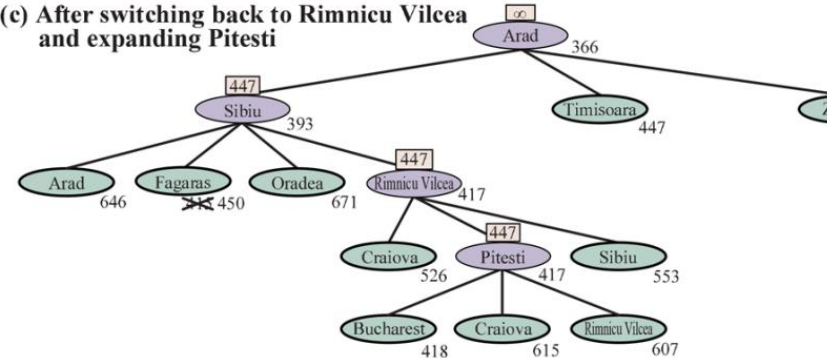 (c) After switching back to Rimnicu Vilcea
and expanding Pitesti
∞
Arad
366
447
Sibiu
393
Timisoara
447
Z
Arad
646
Fagaras
415 450
Oradea
671
447
Rimnicu Vilcea
417
Craiova
526
447
Pitesti
417
Sibiu
553
Bucharest
418
Craiova
615
Rimnicu Vilcea
607